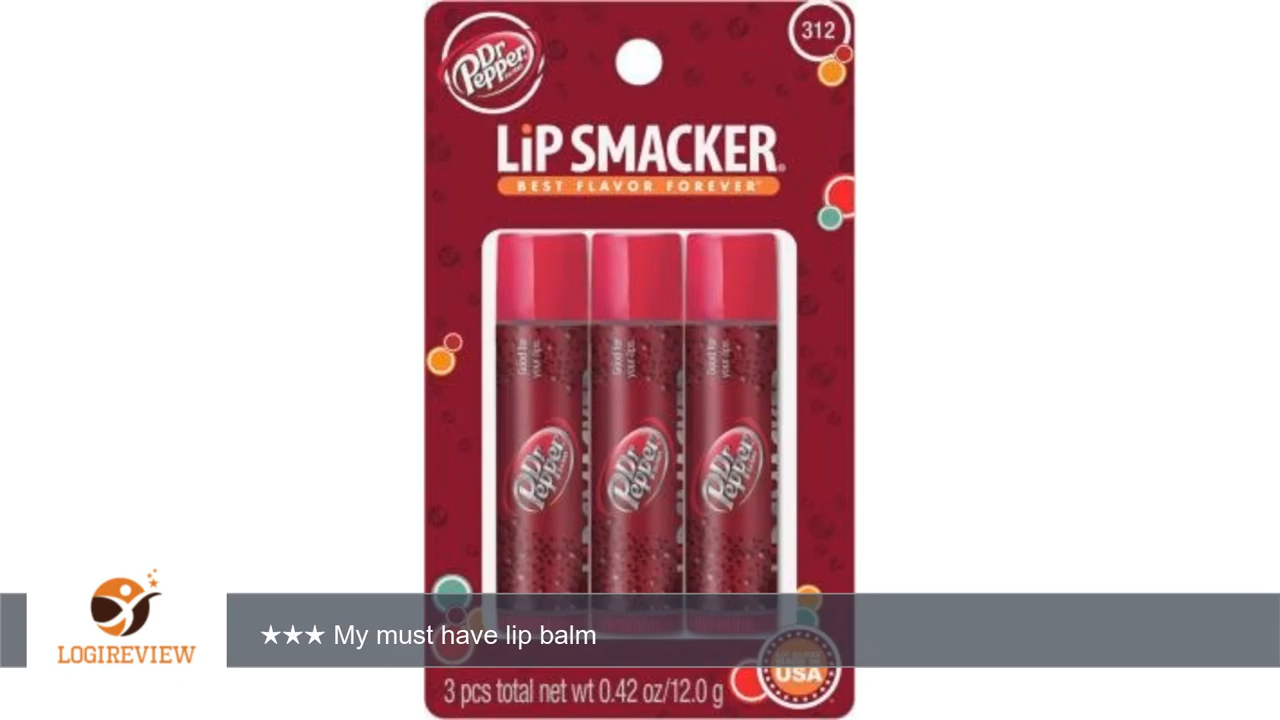 Dr
Pepper
312
LiP SMACKER®
BEST FLAVOR FOREVER™
Good for
your lips.
Good for
your lips.
Good for
your lips.
Dr
Pepper
Dr
Pepper
Dr
Pepper
LOGIREVIEW
★★★ My must have lip balm
USA
3 pcs total net wt 0.42 oz/12.0 g